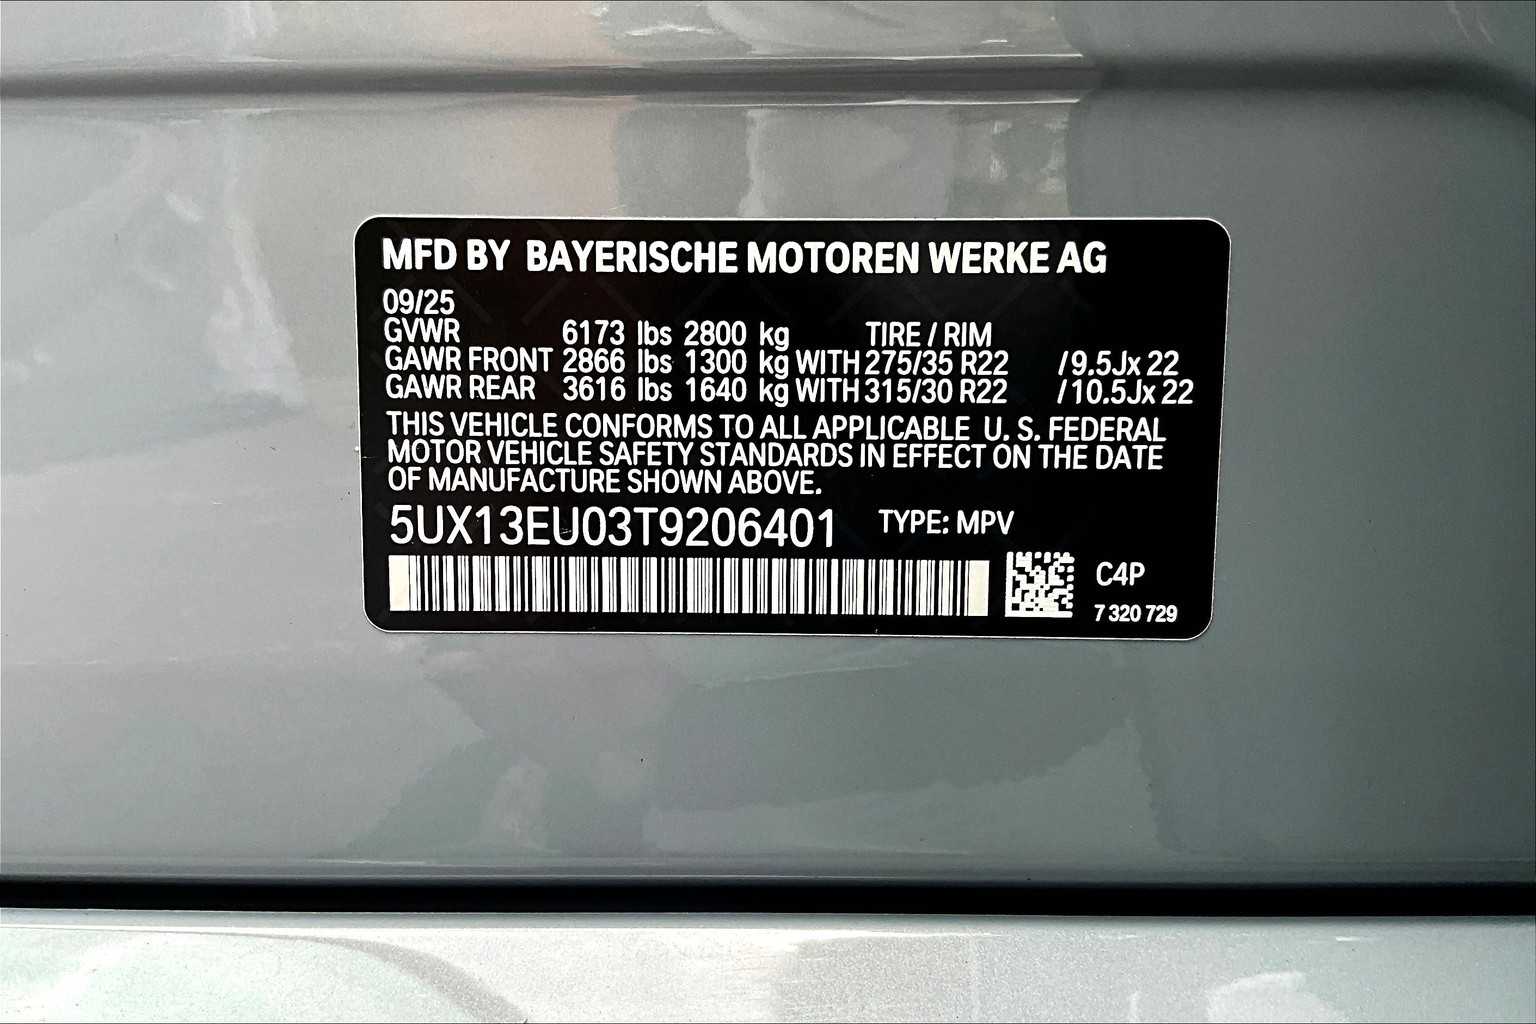 MFD BY BAYERISCHE MOTOREN WERKE AG
09/25
GVWR 6173 lbs 2800 kg TIRE / RIM
GAWR FRONT 2866 lbs 1300 kg WITH 275/35 R22 /9.5Jx 22
GAWR REAR 3616 lbs 1640 kg WITH 315/30 R22 /10.5Jx 22
THIS VEHICLE CONFORMS TO ALL APPLICABLE U. S. FEDERAL
MOTOR VEHICLE SAFETY STANDARDS IN EFFECT ON THE DATE
OF MANUFACTURE SHOWN ABOVE.
5UX13EU03T9206401 TYPE: MPV
C4P
7 320 729